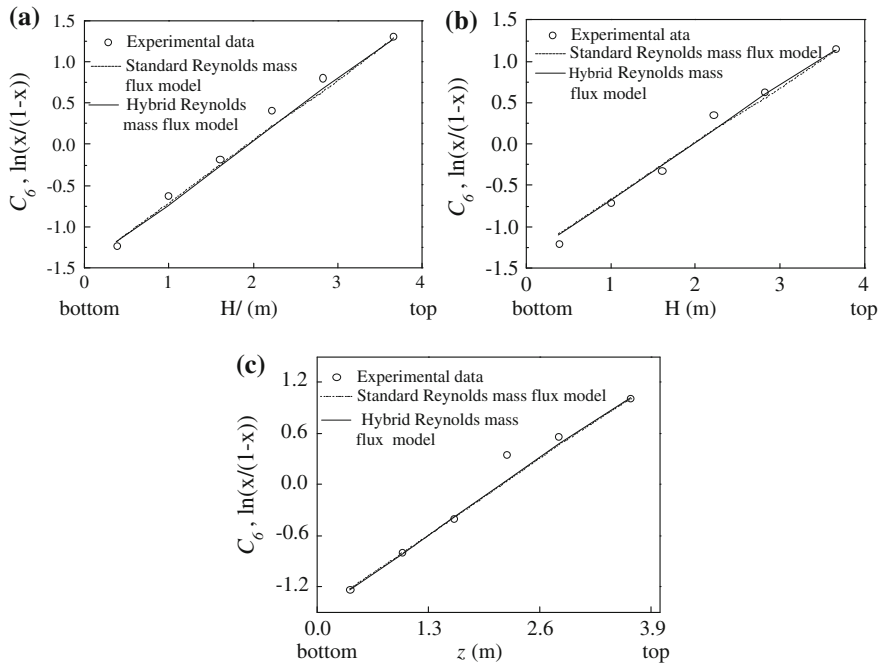 (a)
1.5
1.0
0.5
0.0
-0.5
-1.0
-1.5
C6, ln(x/(1-x))
Experimental data
Standard Reynolds mass
flux model
Hybrid Reynolds
mass flux model
0 1 2 3 4
bottom H/ (m) top
(b)
1.5
1.0
0.5
0.0
-0.5
-1.0
-1.5
C6, ln(x/(1-x))
Experimental ata
Standard Reynolds mass flux model
Hybrid Reynolds mass
flux model
0 1 2 3 4
bottom H (m) top
(c)
1.2
0.6
0.0
-0.6
-1.2
C6, ln(x/(1-x))
Experimental data
Standard Reynolds mass flux model
Hybrid Reynolds mass
flux model
0.0 1.3 2.6 3.9
bottom z (m) top